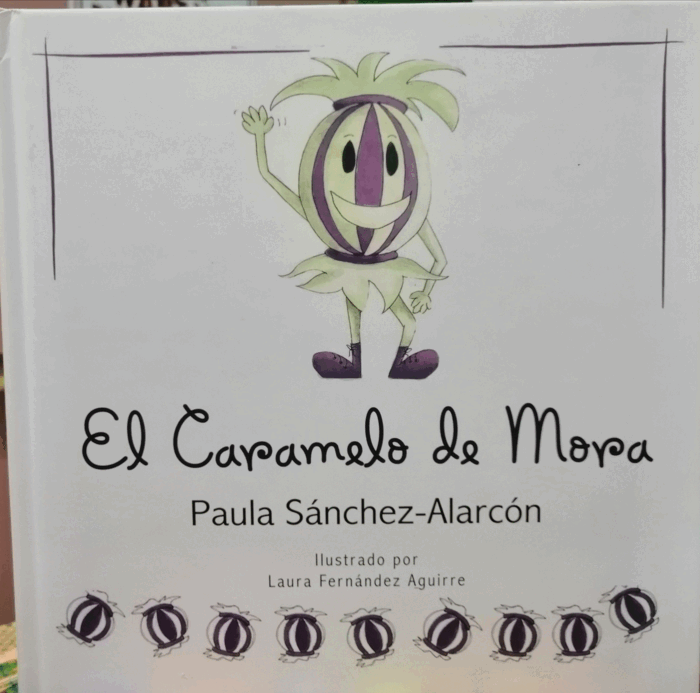 El Caramelo de Mora
Paula Sánchez-Alarcón
Ilustrado por
Laura Fernández Aguirre